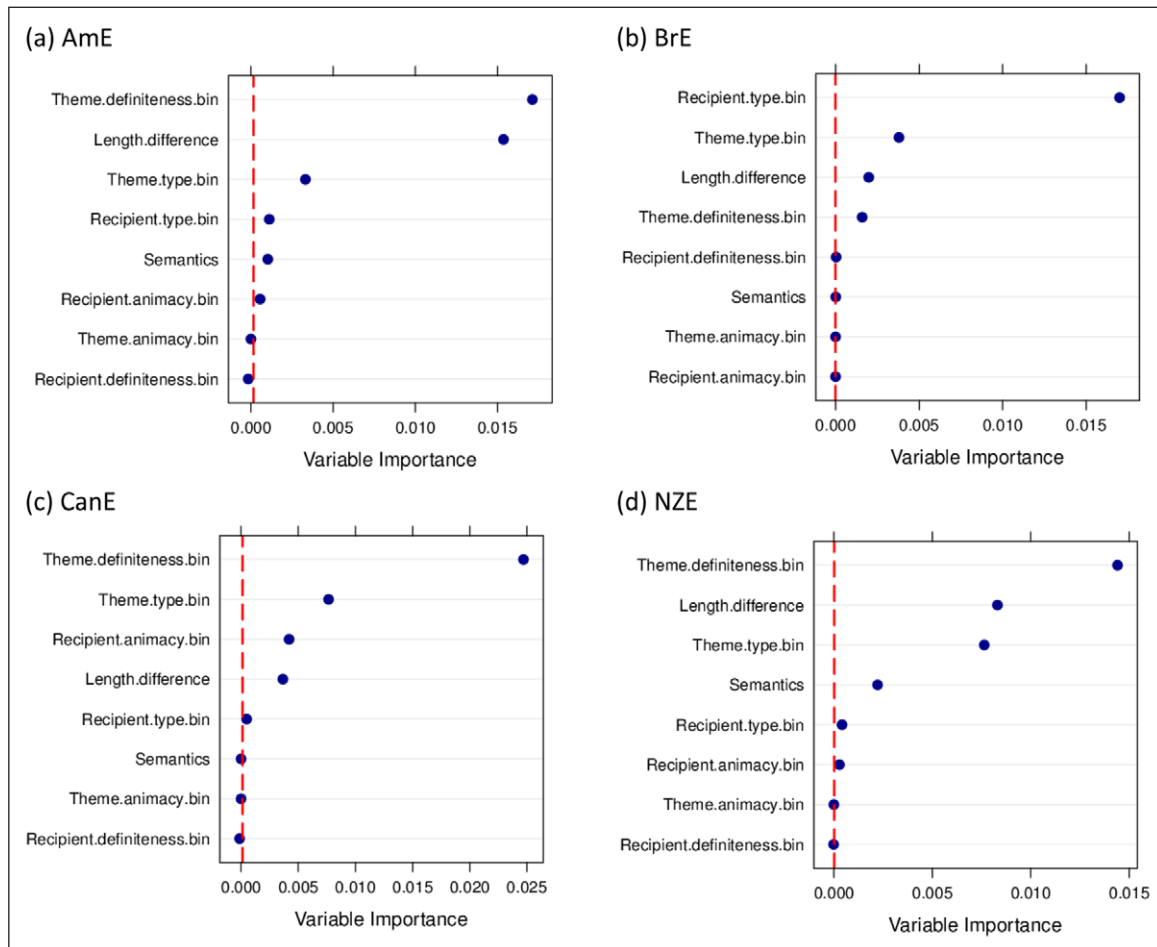 (a) AmE
Theme.definiteness.bin
Length.difference
Theme.type.bin
Recipient.type.bin
Semantics
Recipient.animacy.bin
Theme.animacy.bin
Recipient.definiteness.bin
0.000 0.005 0.010 0.015
Variable Importance
(b) BrE
Recipient.type.bin
Theme.type.bin
Length.difference
Theme.definiteness.bin
Recipient.definiteness.bin
Semantics
Theme.animacy.bin
Recipient.animacy.bin
0.000 0.005 0.010 0.015
Variable Importance
(c) CanE
Theme.definiteness.bin
Theme.type.bin
Recipient.animacy.bin
Length.difference
Recipient.type.bin
Semantics
Theme.animacy.bin
Recipient.definiteness.bin
0.000 0.005 0.010 0.015 0.020 0.025
Variable Importance
(d) NZE
Theme.definiteness.bin
Length.difference
Theme.type.bin
Semantics
Recipient.type.bin
Recipient.animacy.bin
Theme.animacy.bin
Recipient.definiteness.bin
0.000 0.005 0.010 0.015
Variable Importance